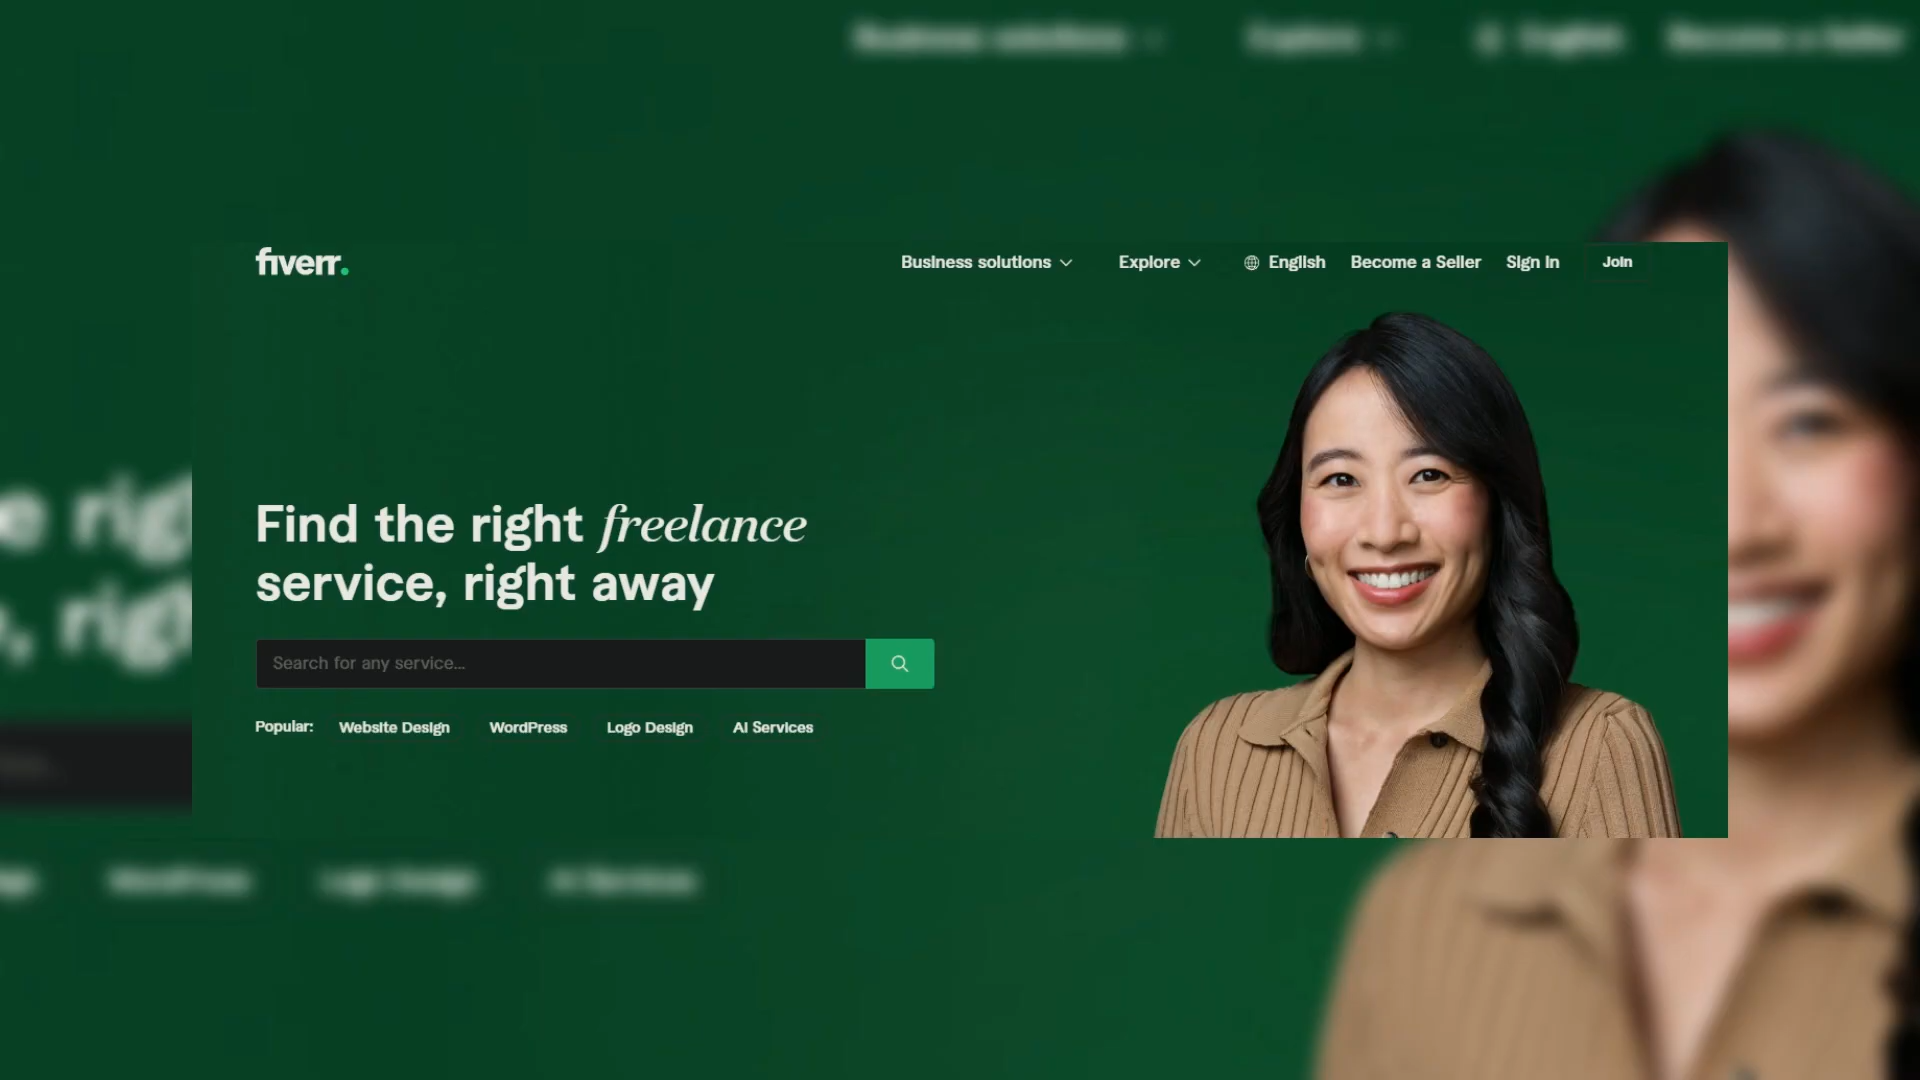 fiverr.
Business solutions
Explore
English
Become a Seller
Sign in
Join
Find the right freelance
service, right away
Search for any service...
Popular:
Website Design
WordPress
Logo Design
AI Services